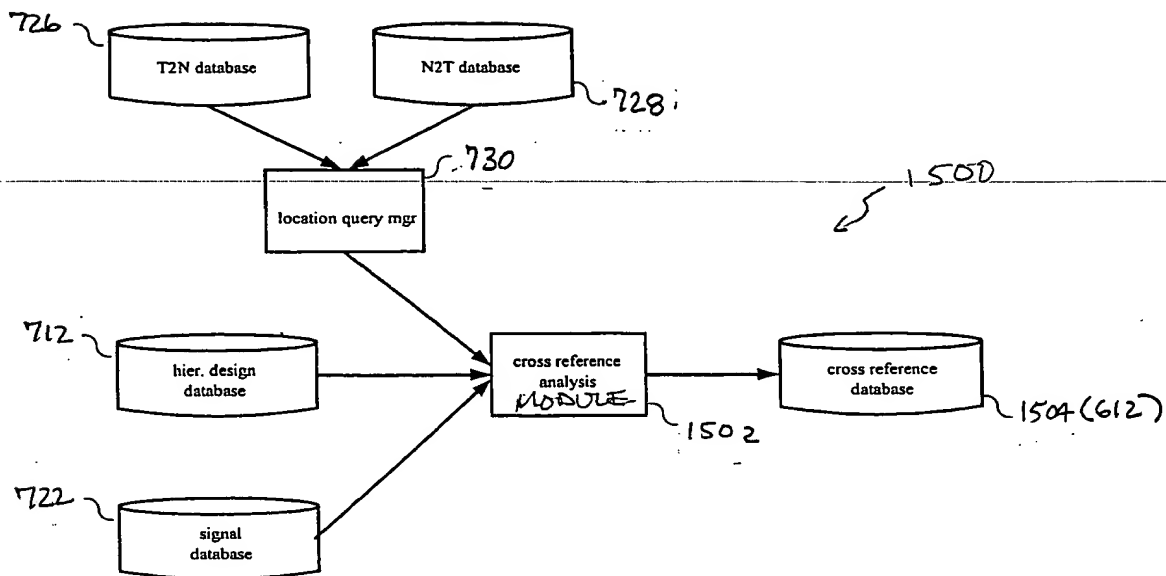 726
T2N database
N2T database
728
730
location query mgr
1500
712
hier. design
database
cross reference
analysis
MODULE
1502
cross reference
database
1504 (612)
722
signal
database